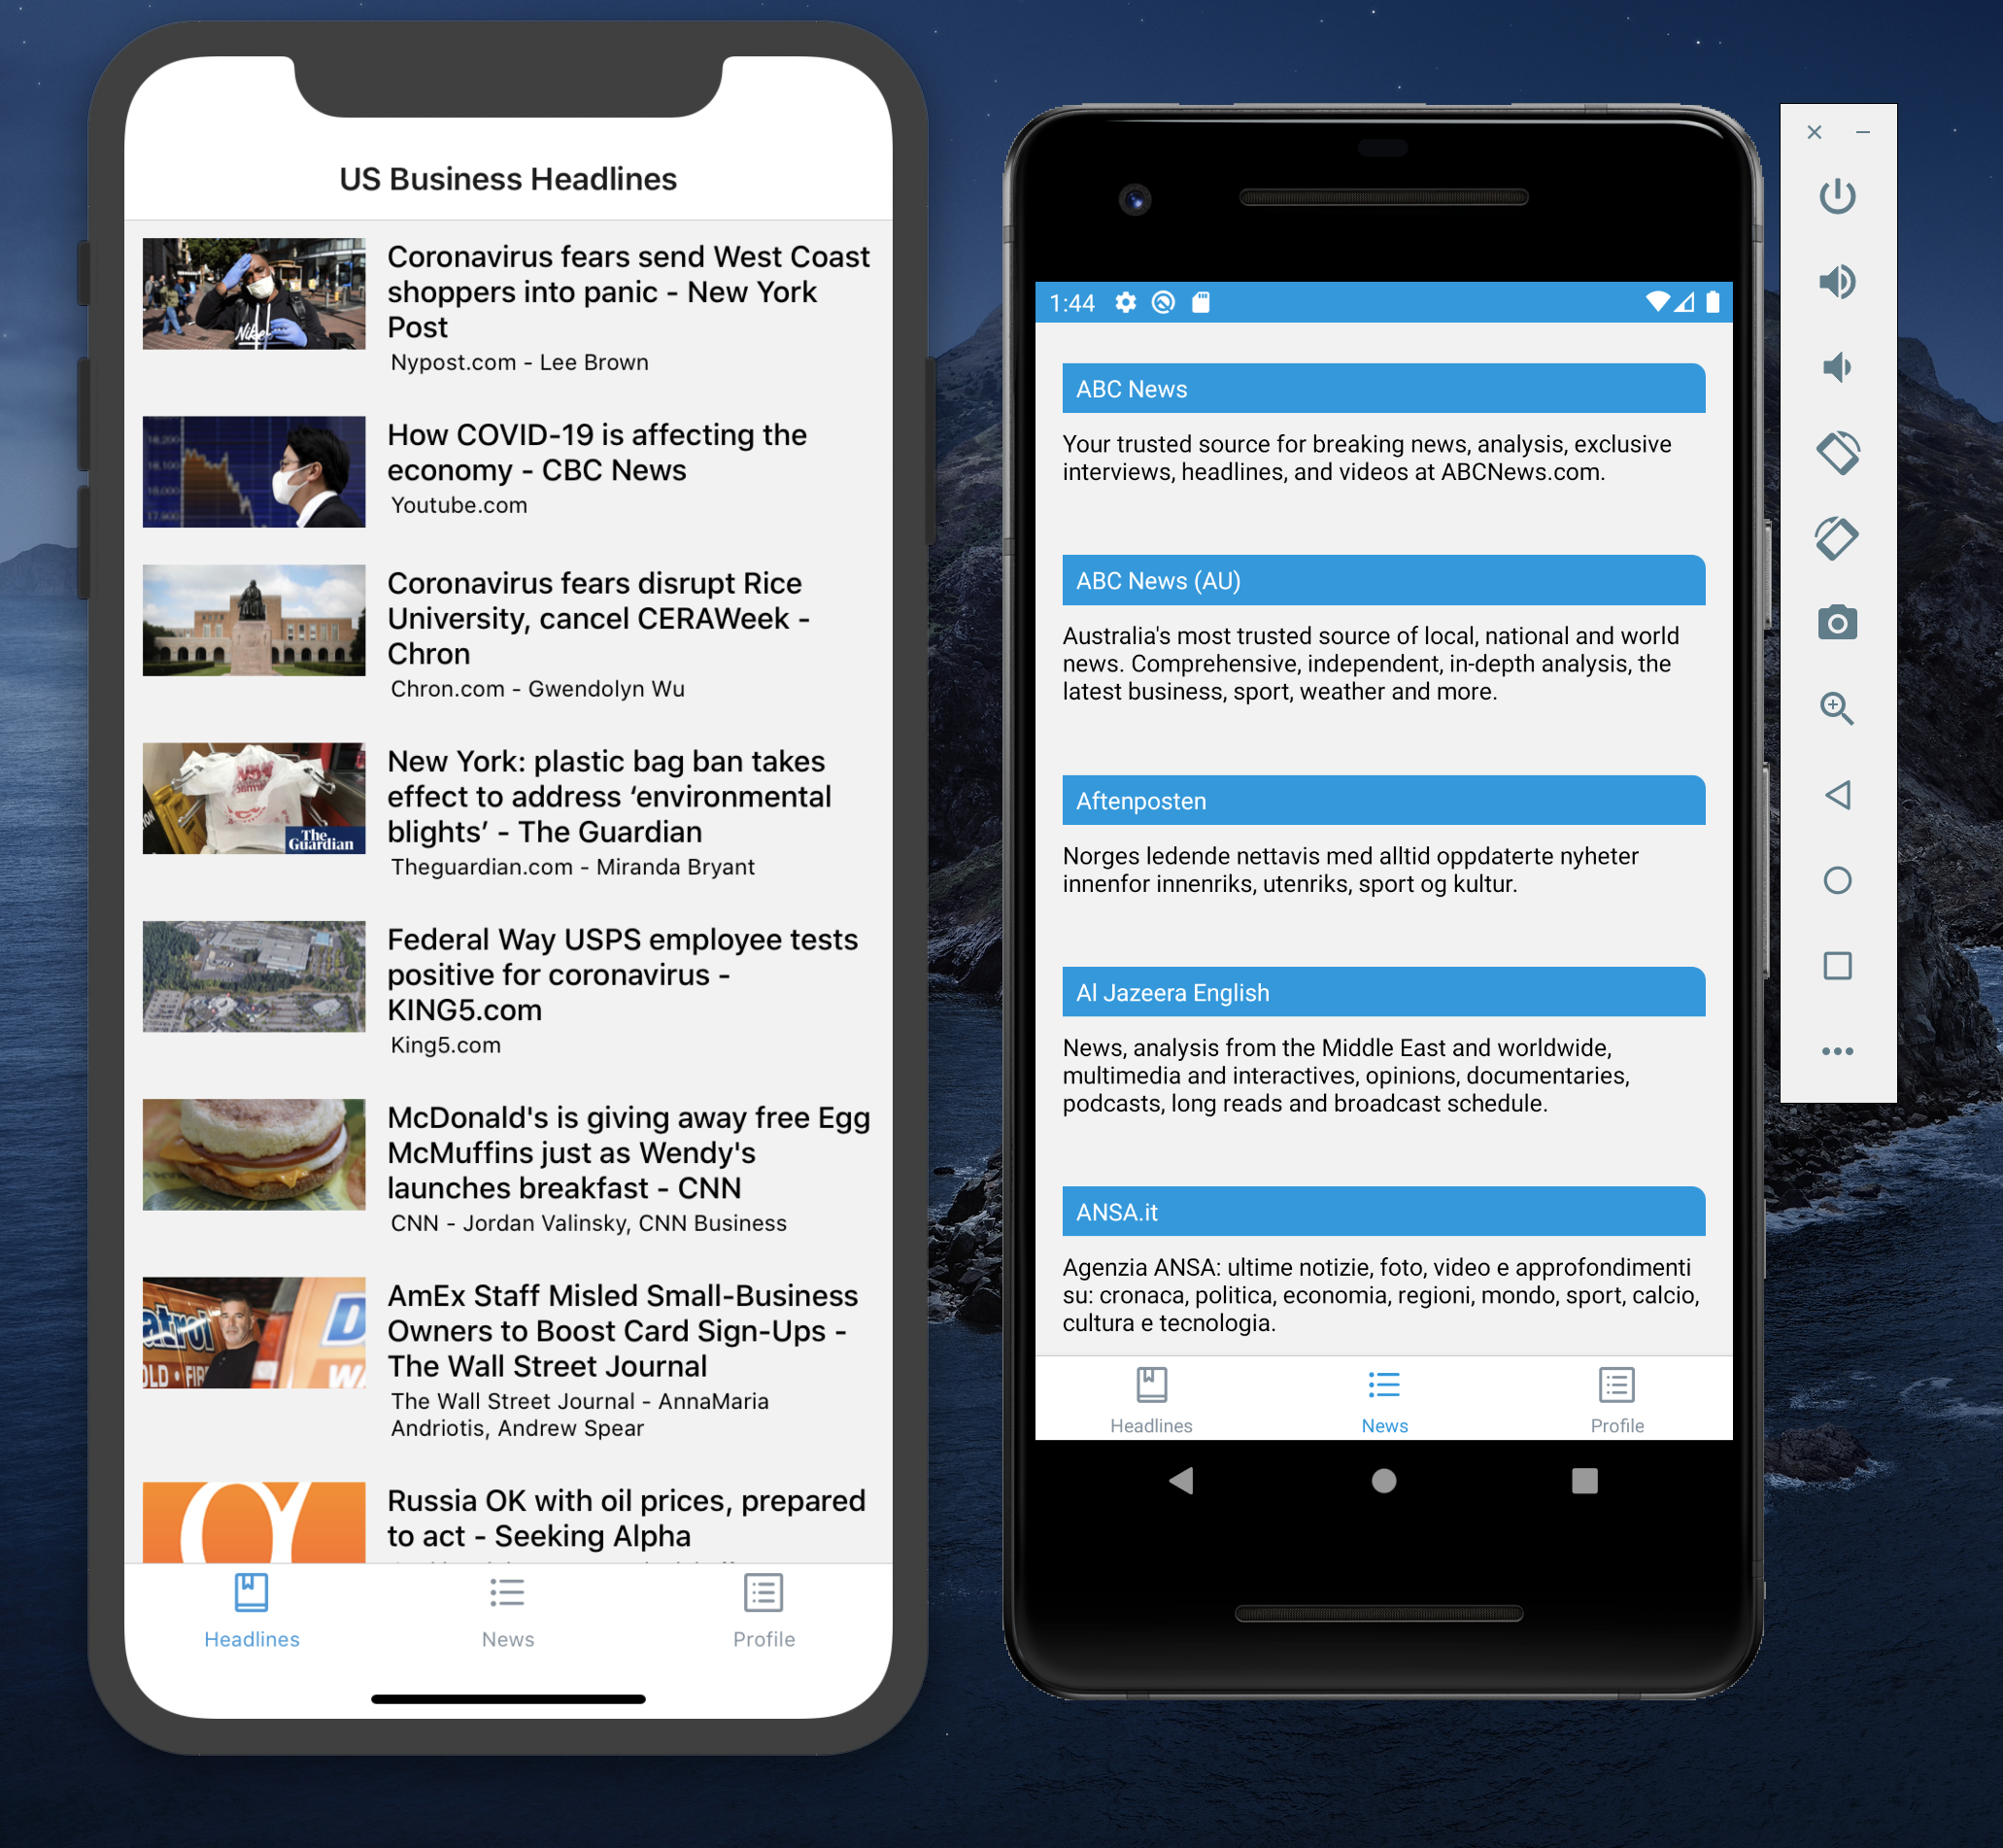 US Business Headlines
Coronavirus fears send West Coast
shoppers into panic - New York
Post
Nypost.com - Lee Brown
How COVID-19 is affecting the
economy - CBC News
Youtube.com
Coronavirus fears disrupt Rice
University, cancel CERAWeek -
Chron
Chron.com - Gwendolyn Wu
New York: plastic bag ban takes
effect to address ‘environmental
blights’ - The Guardian
Theguardian.com - Miranda Bryant
The
Guardian
Federal Way USPS employee tests
positive for coronavirus -
KING5.com
King5.com
McDonald's is giving away free Egg
McMuffins just as Wendy's
launches breakfast - CNN
CNN - Jordan Valinsky, CNN Business
AmEx Staff Misled Small-Business
Owners to Boost Card Sign-Ups -
The Wall Street Journal
The Wall Street Journal - AnnaMaria
Andriotis, Andrew Spear
Russia OK with oil prices, prepared
to act - Seeking Alpha
Headlines
News
Profile
1:44
ABC News
Your trusted source for breaking news, analysis, exclusive
interviews, headlines, and videos at ABCNews.com.
ABC News (AU)
Australia's most trusted source of local, national and world
news. Comprehensive, independent, in-depth analysis, the
latest business, sport, weather and more.
Aftenposten
Norges ledende nettavis med alltid oppdaterte nyheter
innenfor innenriks, utenriks, sport og kultur.
Al Jazeera English
News, analysis from the Middle East and worldwide,
multimedia and interactives, opinions, documentaries,
podcasts, long reads and broadcast schedule.
ANSA.it
Agenzia ANSA: ultime notizie, foto, video e approfondimenti
su: cronaca, politica, economia, regioni, mondo, sport, calcio,
cultura e tecnologia.
Headlines
News
Profile